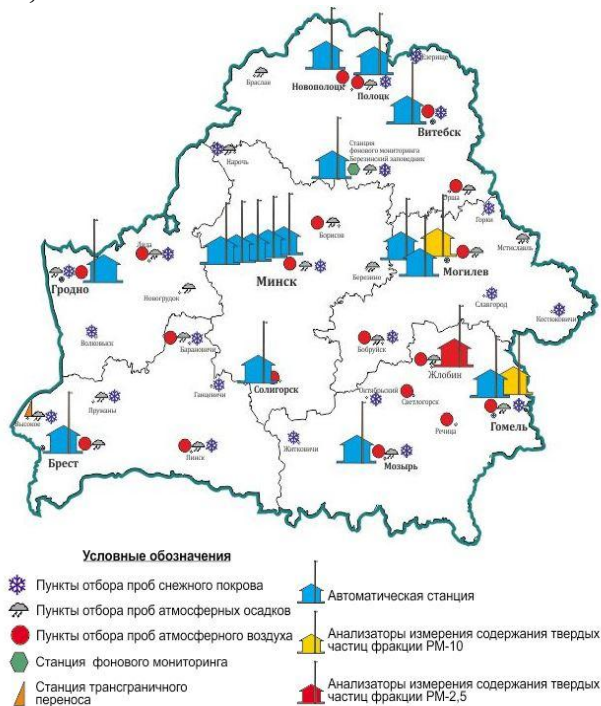 Езерище
Браслав
Новополоцк
Полоцк
Витебск
Станция
фонового мониторинга
Березинский заповедник
Нарочь
Орша
Горки
Лида
Борисов
Мстиславль
Гродно
Минск
Березино
Могилев
Новогрудок
Славгород
Костюковичи
Волковыск
Барановичи
Бобруйск
Жлобин
Солигорск
Ганцевичи
Октябрьский
Светлогорск
Пружаны
Высокое
Речица
Гомель
Житковичи
Брест
Пинск
Мозырь
Условные обозначения
Пункты отбора проб снежного покрова
Пункты отбора проб атмосферных осадков
Пункты отбора проб атмосферного воздуха
Станция фонового мониторинга
Станция трансграничного
переноса
Автоматическая станция
Анализаторы измерения содержания твердых
частиц фракции РМ-10
Анализаторы измерения содержания твердых
частиц фракции РМ-2,5